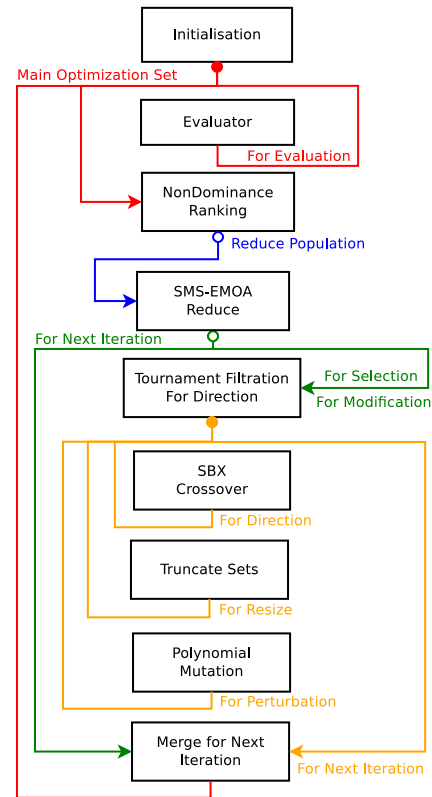 Initialisation
Main Optimization Set
Evaluator
For Evaluation
NonDominance
Ranking
Reduce Population
SMS-EMOA
Reduce
For Next Iteration
Tournament Filtration
For Direction
For Selection
For Modification
SBX
Crossover
For Direction
Truncate Sets
For Resize
Polynomial
Mutation
For Perturbation
Merge for Next
Iteration
For Next Iteration